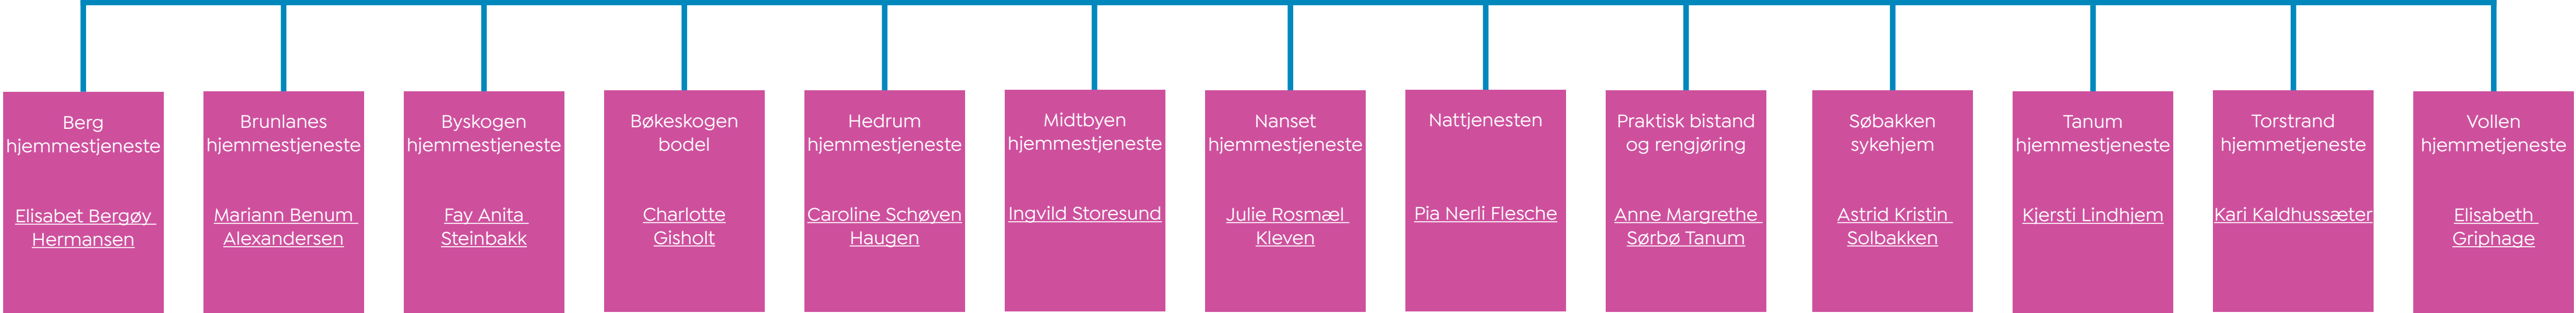 Berg
hjemmestjeneste
Elisabet Bergøy
Hermansen
Brunlanes
hjemmestjeneste
Mariann Benum
Alexandersen
Byskogen
hjemmestjeneste
Fay Anita
Steinbakk
Bøkeskogen
bodel
Charlotte
Gisholt
Hedrum
hjemmestjeneste
Caroline Schøyen
Haugen
Midtbyen
hjemmestjeneste
Ingvild Storesund
Nanset
hjemmestjeneste
Julie Rosmæl
Kleven
Nattjenesten
Pia Nerli Flesche
Praktisk bistand
og rengjøring
Anne Margrethe
Sørbø Tanum
Søbakken
sykehjem
Astrid Kristin
Solbakken
Tanum
hjemmestjeneste
Kjersti Lindhjem
Torstrand
hjemmetjeneste
Kari Kaldhussæter
Vollen
hjemmetjeneste
Elisabeth
Griphage